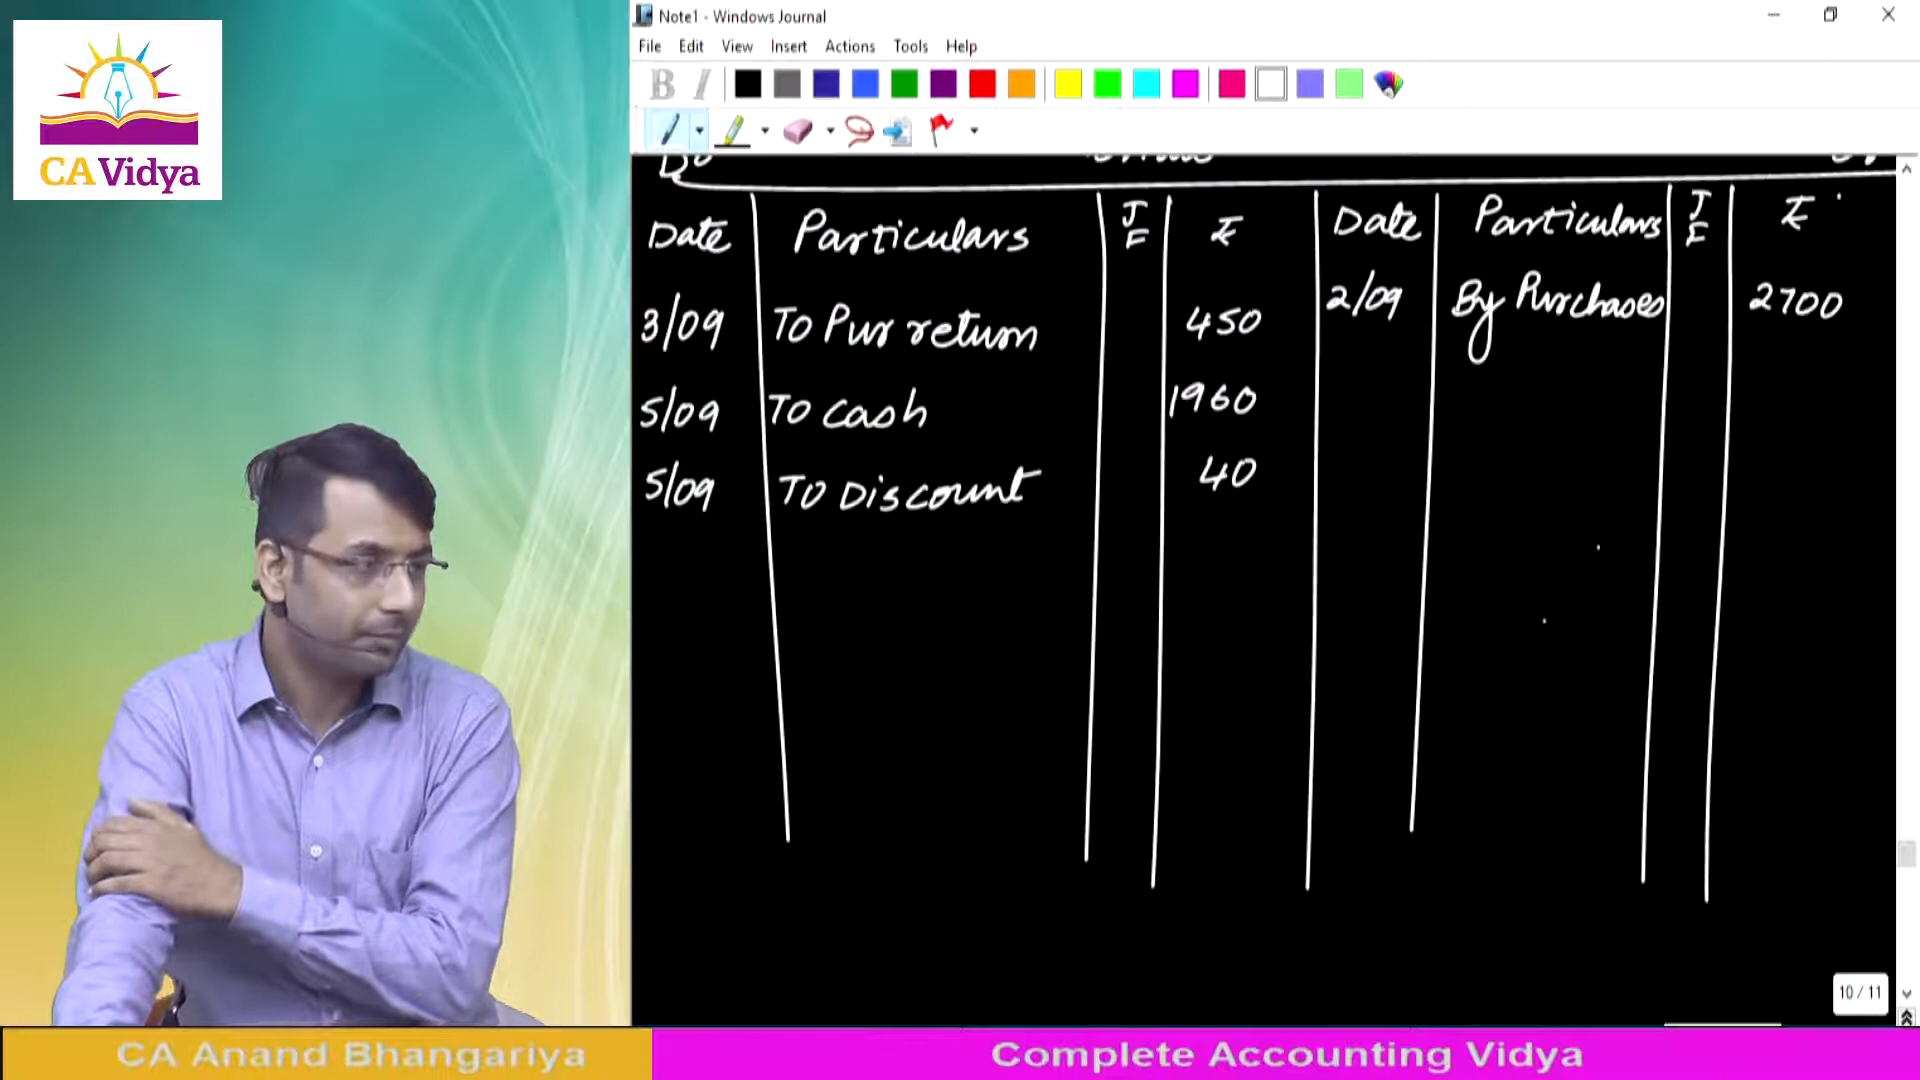 CA Vidya
Note1 - Windows Journal
File Edit View Insert Actions Tools Help
B I
Date Particulars J F ₹ Date Particulars J F ₹
3/09 To Pur return 450 2/09 By Purchases 2700
5/09 To cash 1960
5/09 To Discount 40
10 / 11
CA Anand Bhangariya
Complete Accounting Vidya